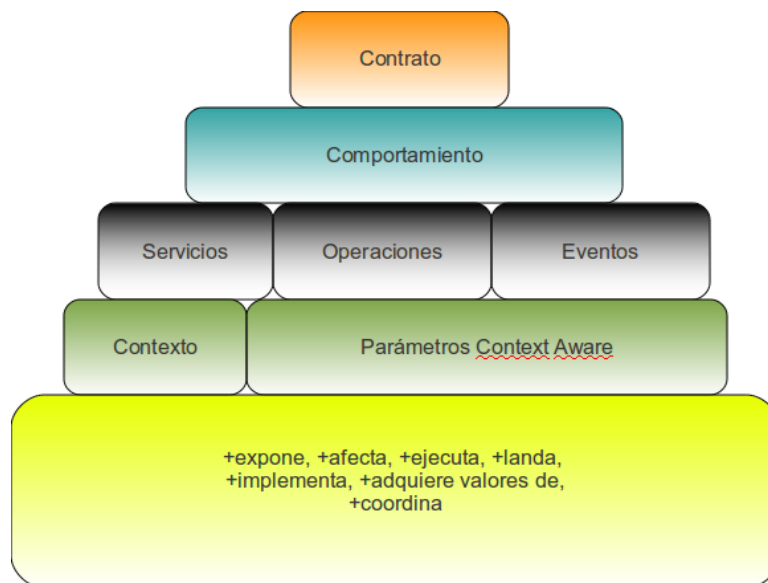 Contrato
Comportamiento
Servicios
Operaciones
Eventos
Contexto
Parámetros Context Aware
+expone, +afecta, +ejecuta, +landa,
+implementa, +adquiere valores de,
+coordina